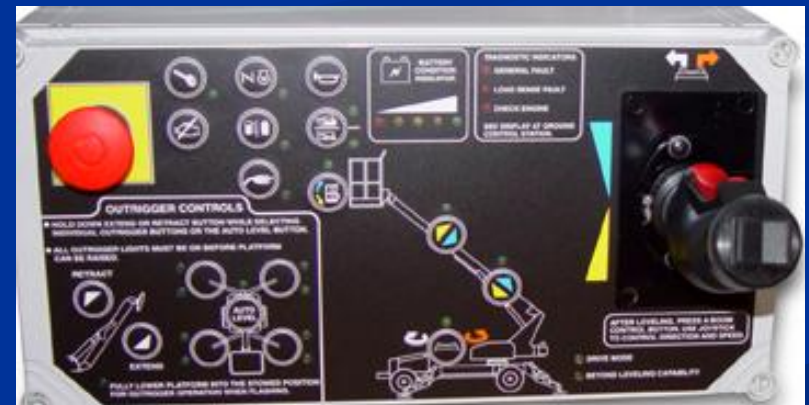 BATTERY
CONDITION
INDICATOR
DIAGNOSTIC INDICATORS
GENERAL FAULT
LOAD SENSE FAULT
CHECK ENGINE
SEE DISPLAY AT GROUND
CONTROL STATION.
OUTRIGGER CONTROLS
HOLD DOWN EXTEND OR RETRACT BUTTON WHILE SELECTING
INDIVIDUAL OUTRIGGER BUTTONS OR THE AUTO LEVEL BUTTON.
ALL OUTRIGGER LIGHTS MUST BE ON BEFORE PLATFORM
CAN BE RAISED.
RETRACT
AUTO
LEVEL
EXTEND
FULLY LOWER PLATFORM INTO THE STOWED POSITION
FOR OUTRIGGER OPERATION WHEN FLASHING.
AFTER LEVELING, PRESS A BOOM
CONTROL BUTTON. USE JOYSTICK
TO CONTROL DIRECTION AND SPEED.
DRIVE MODE
BEYOND LEVELING CAPABILITY